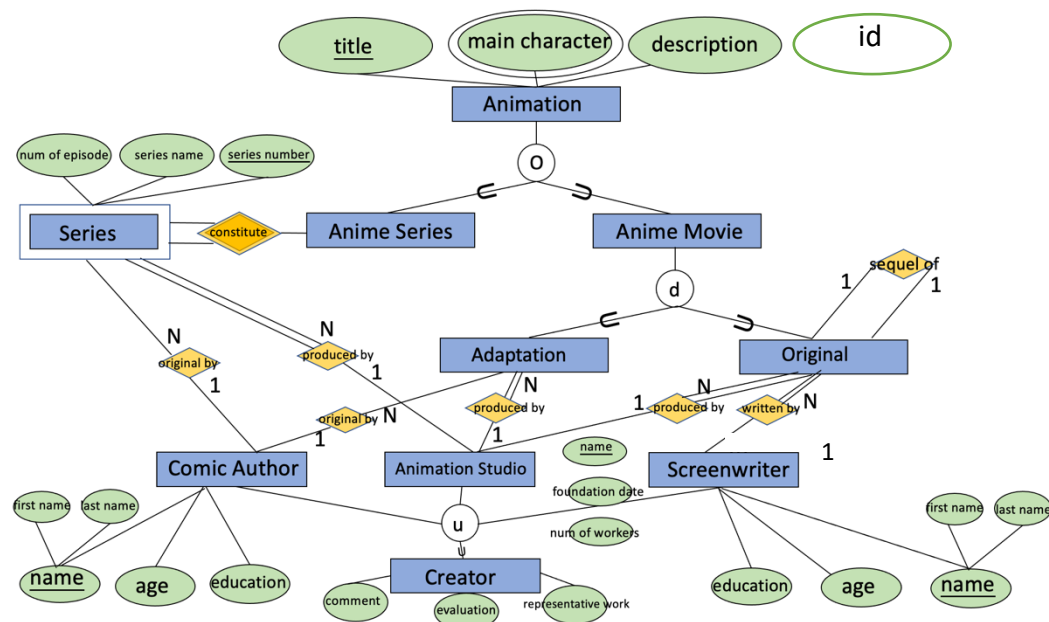 title
main character
description
id
Animation
num of episode
series name
series number
O
Series
constitute
Anime Series
Anime Movie
sequel of
1
1
d
N
original by
1
N
produced by
1
Adaptation
Original
original by
N
1
N
produced by
1
N
1
produced by
written by
N
1
Comic Author
Animation Studio
name
Screenwriter
first name
last name
foundation date
num of workers
first name
last name
u
name
age
education
Creator
comment
evaluation
representative work
education
age
name